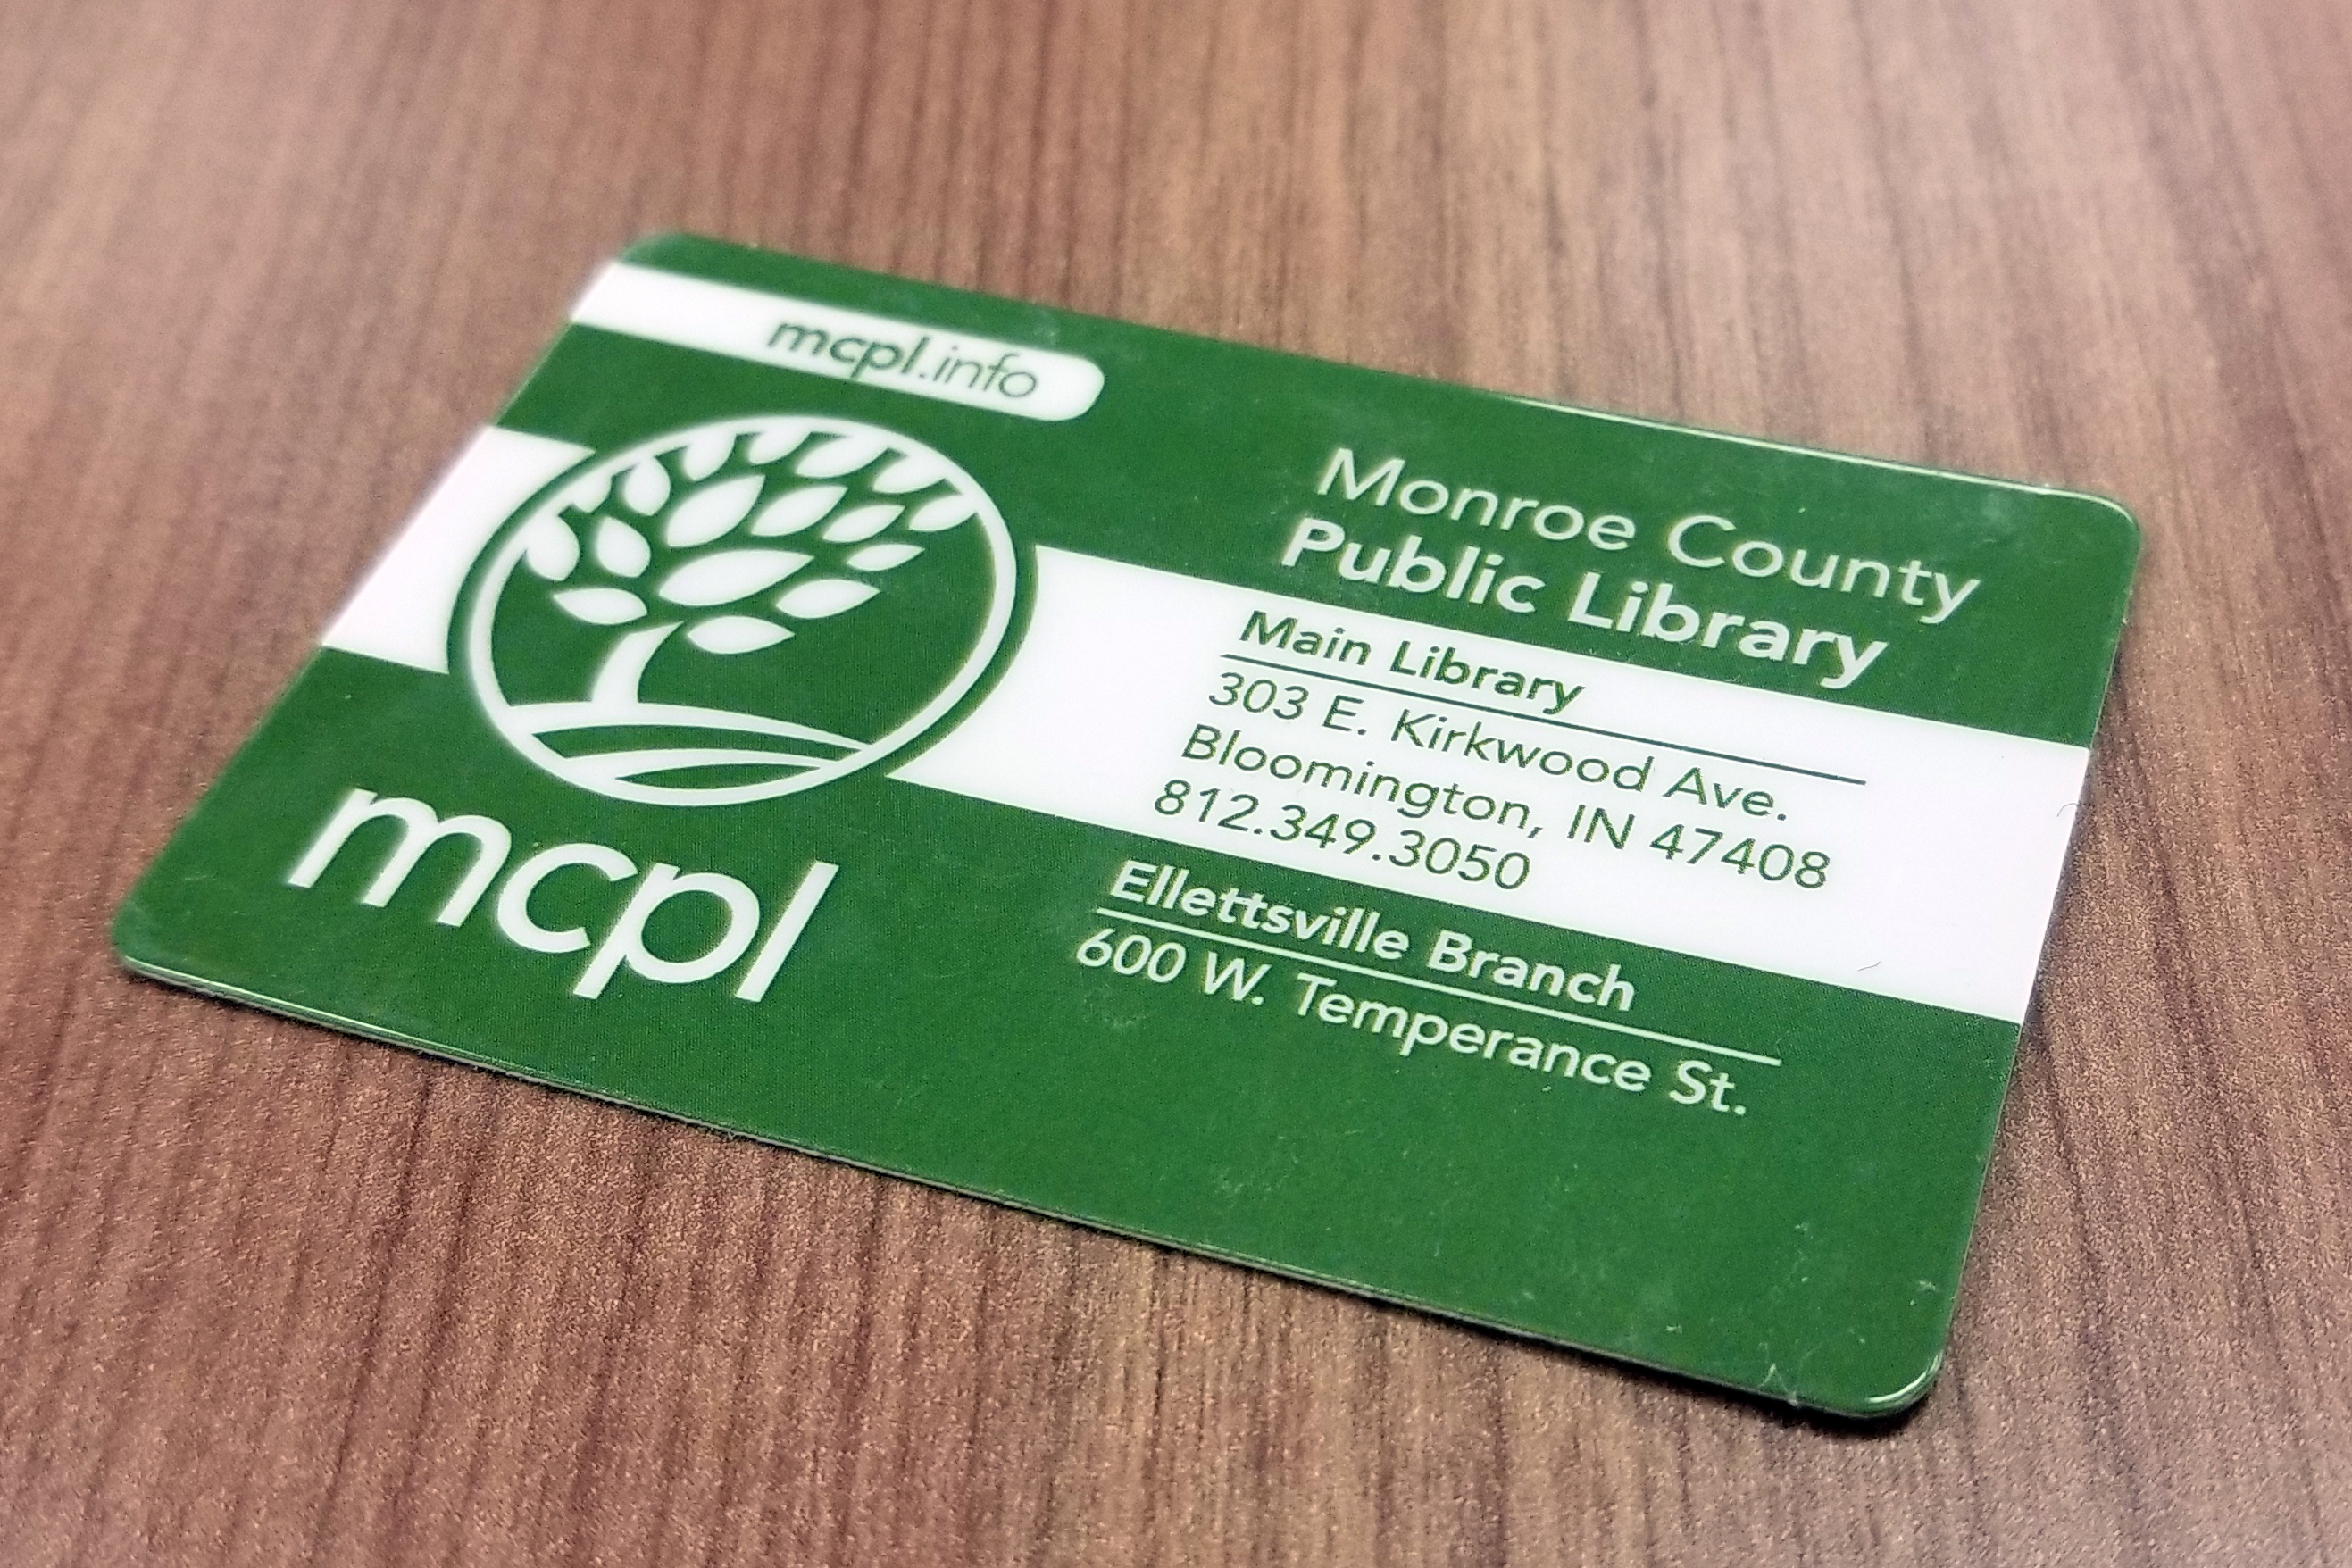 mcpl.info
mcpl
Monroe County
Public Library
Main Library
303 E. Kirkwood Ave.
Bloomington, IN 47408
812.349.3050
Ellettsville Branch
600 W. Temperance St.